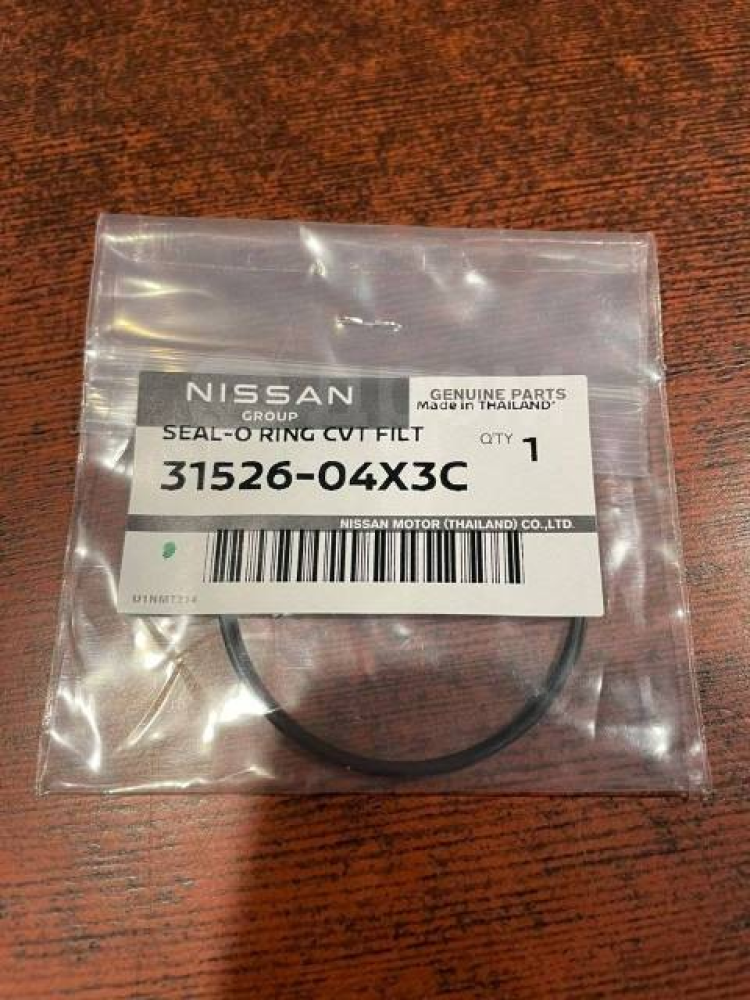 NISSAN
GROUP
GENUINE PARTS
Made in THAILAND
SEAL-O RING CVT FILT
Q'TY 1
31526-04X3C
NISSAN MOTOR (THAILAND) CO.,LTD.